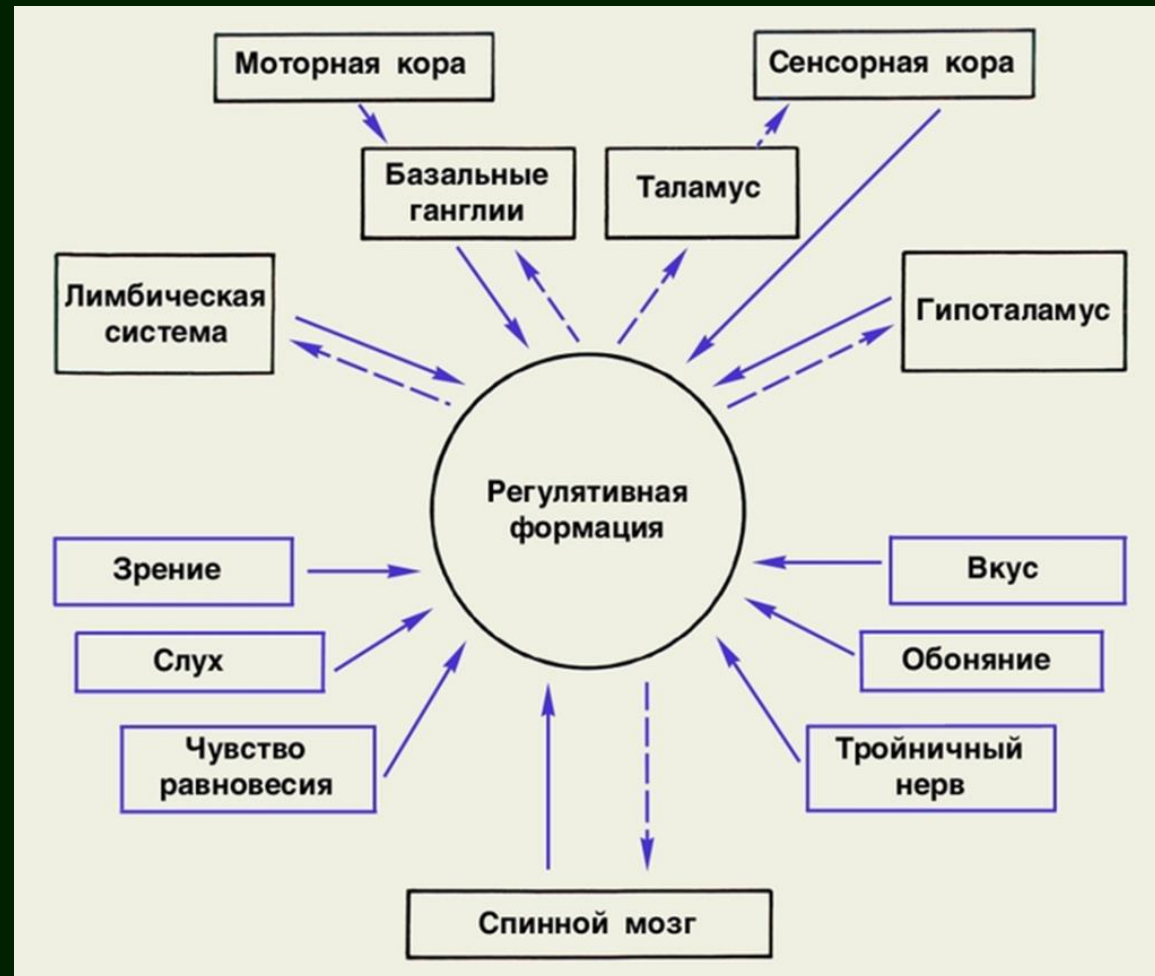 Моторная кора
Сенсорная кора
Базальные
ганглии
Таламус
Лимбическая
система
Гипоталамус
Регулятивная
формация
Зрение
Вкус
Слух
Обоняние
Чувство
равновесия
Тройничный
нерв
Спинной мозг